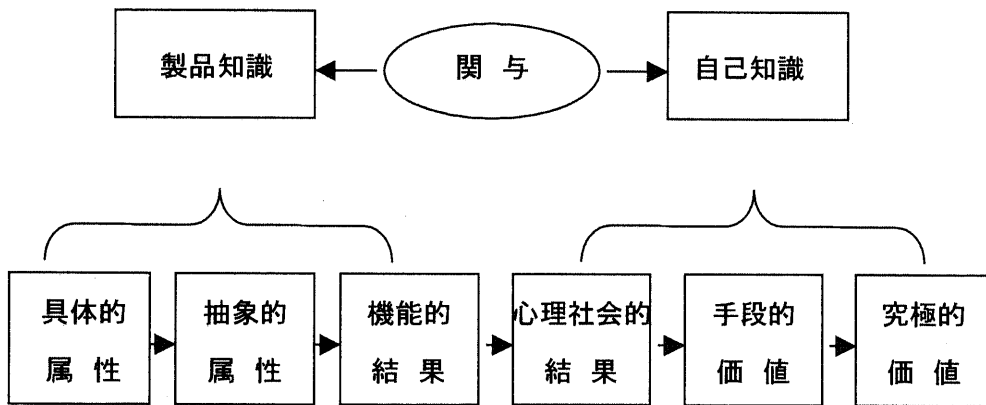 製品知識
関与
自己知識
具体的
属性
抽象的
属性
機能的
結果
心理社会的
結果
手段的
価値
究極的
価値